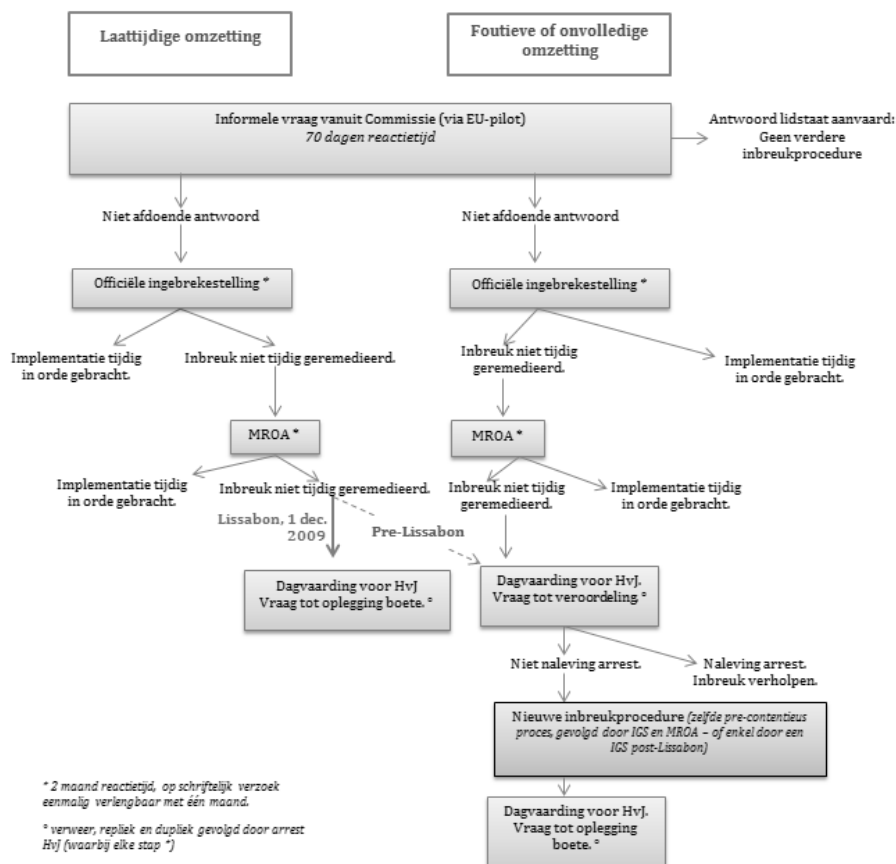 Laattijdige omzetting
Foutieve of onvolledige
omzetting
Informele vraag vanuit Commissie (via EU-pilot)
70 dagen reactietijd
Antwoord lidstaat aanvaard:
Geen verdere
inbreukprocedure
Niet afdoende antwoord
Niet afdoende antwoord
Officiële ingebrekestelling *
Officiële ingebrekestelling *
Implementatie tijdig
in orde gebracht.
Inbreuk niet tijdig geremedieerd.
Inbreuk niet tijdig
geremedieerd.
Implementatie tijdig
in orde gebracht.
MROA *
MROA *
Implementatie tijdig
in orde gebracht.
Inbreuk niet tijdig geremedieerd.
Inbreuk niet tijdig
geremedieerd.
Implementatie tijdig
in orde gebracht.
Lissabon, 1 dec.
2009
Pre-Lissabon
Dagvaarding voor HvJ
Vraag tot oplegging boete. °
Dagvaarding voor HvJ.
Vraag tot veroordeling. °
Niet naleving arrest.
Naleving arrest.
Inbreuk verholpen.
Nieuwe inbreukprocedure (zelfde pre-contentieus
proces, gevolgd door IGS en MROA – of enkel door een
IGS post-Lissabon)
Dagvaarding voor HvJ.
Vraag tot oplegging
boete. °
* 2 maand reactietijd, op schriftelijk verzoek
eenmalig verlengbaar met één maand.
° verweer, repliek en dupliek gevolgd door arrest
HvJ (waarbij elke stap *)